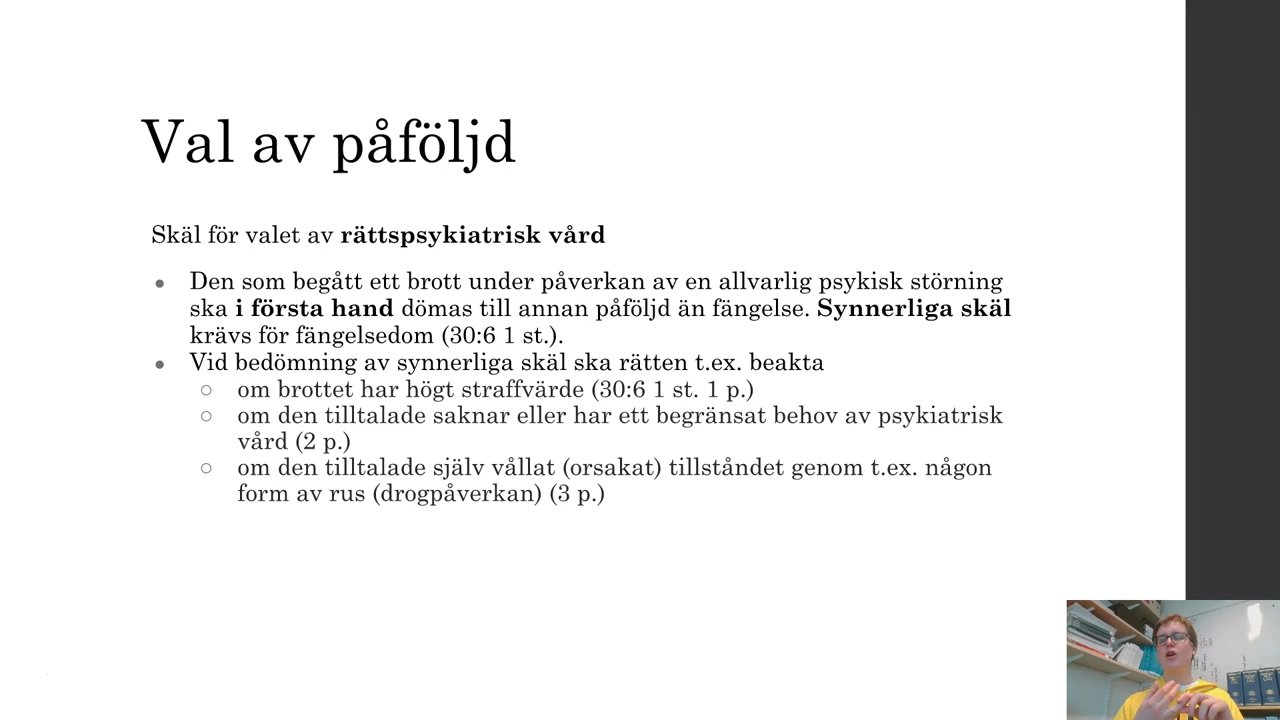 Val av påföljd
Skäl för valet av rättspsykiatrisk vård
Den som begått ett brott under påverkan av en allvarlig psykisk störning
ska i första hand dömas till annan påföljd än fängelse. Synnerliga skäl
krävs för fängelsedom (30:6 1 st.).
Vid bedömning av synnerliga skäl ska rätten t.ex. beakta
om brottet har högt straffvärde (30:6 1 st. 1 p.)
om den tilltalade saknar eller har ett begränsat behov av psykiatrisk
vård (2 p.)
om den tilltalade själv vållat (orsakat) tillståndet genom t.ex. någon
form av rus (drogpåverkan) (3 p.)